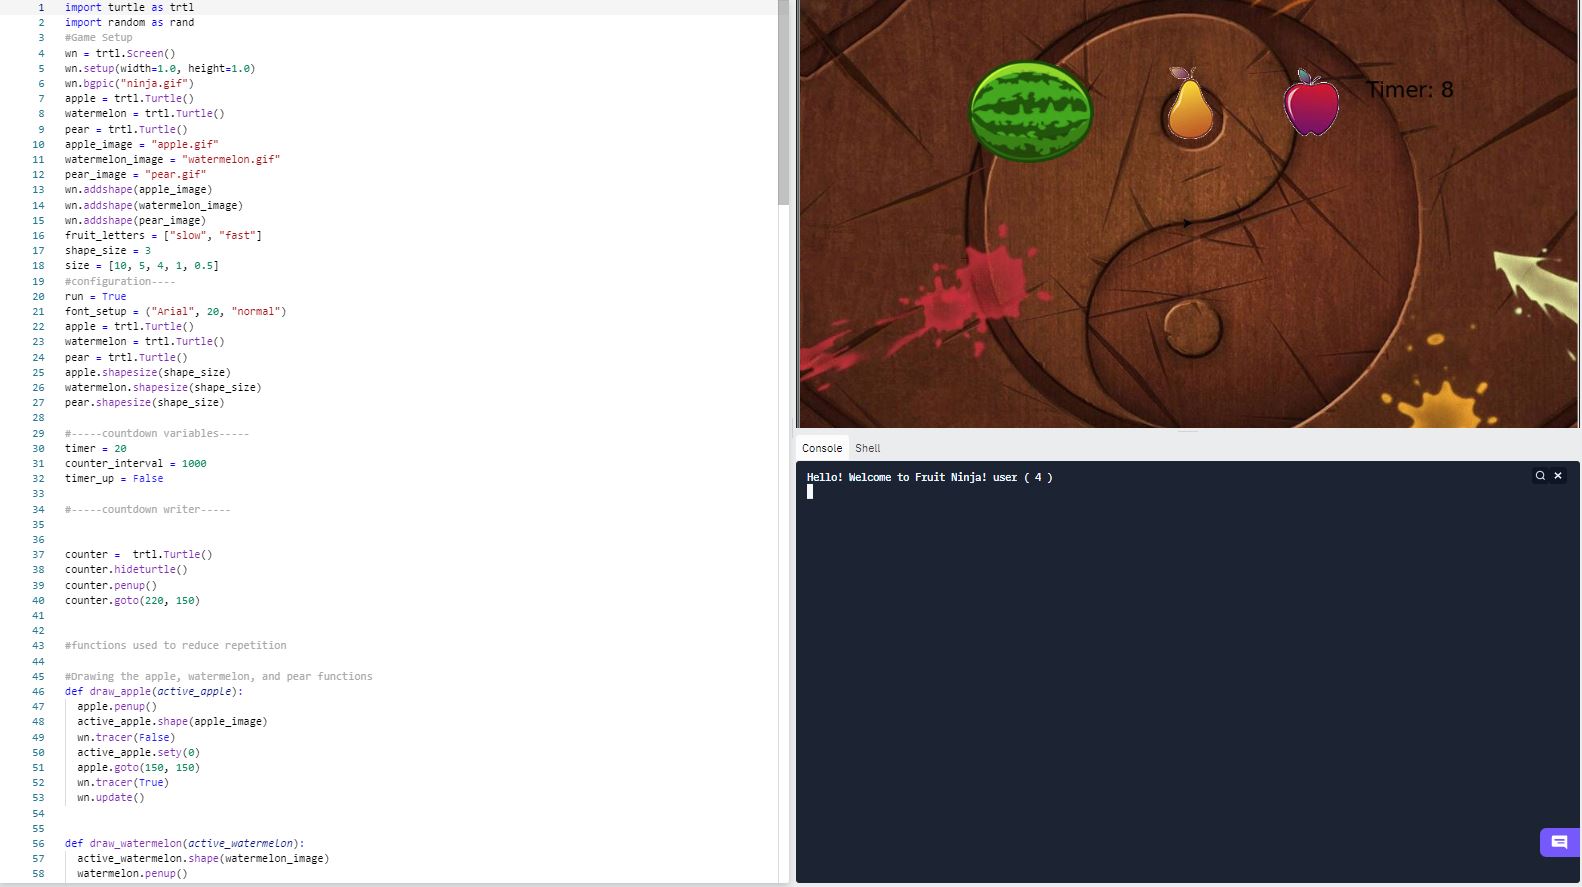 1 import turtle as trtl
2 import random as rand
3 #Game Setup
4 wn = trtl.Screen()
5 wn.setup(width=1.0, height=1.0)
6 wn.bgpic("ninja.gif")
7 apple = trtl.Turtle()
8 watermelon = trtl.Turtle()
9 pear = trtl.Turtle()
10 apple_image = "apple.gif"
11 watermelon_image = "watermelon.gif"
12 pear_image = "pear.gif"
13 wn.addshape(apple_image)
14 wn.addshape(watermelon_image)
15 wn.addshape(pear_image)
16 fruit_letters = ["slow", "fast"]
17 shape_size = 3
18 size = [10, 5, 4, 1, 0.5]
19 #configuration----
20 run = True
21 font_setup = ("Arial", 20, "normal")
22 apple = trtl.Turtle()
23 watermelon = trtl.Turtle()
24 pear = trtl.Turtle()
25 apple.shapesize(shape_size)
26 watermelon.shapesize(shape_size)
27 pear.shapesize(shape_size)
28
29 #-----countdown variables-----
30 timer = 20
31 counter_interval = 1000
32 timer_up = False
33
34 #-----countdown writer-----
35
36
37 counter =  trtl.Turtle()
38 counter.hideturtle()
39 counter.penup()
40 counter.goto(220, 150)
41
42
43 #functions used to reduce repetition
44
45 #Drawing the apple, watermelon, and pear functions
46 def draw_apple(active_apple):
47   apple.penup()
48   active_apple.shape(apple_image)
49   wn.tracer(False)
50   active_apple.sety(0)
51   apple.goto(150, 150)
52   wn.tracer(True)
53   wn.update()
54
55
56 def draw_watermelon(active_watermelon):
57   active_watermelon.shape(watermelon_image)
58   watermelon.penup()
Timer: 8
Console Shell
Hello! Welcome to Fruit Ninja! user ( 4 )